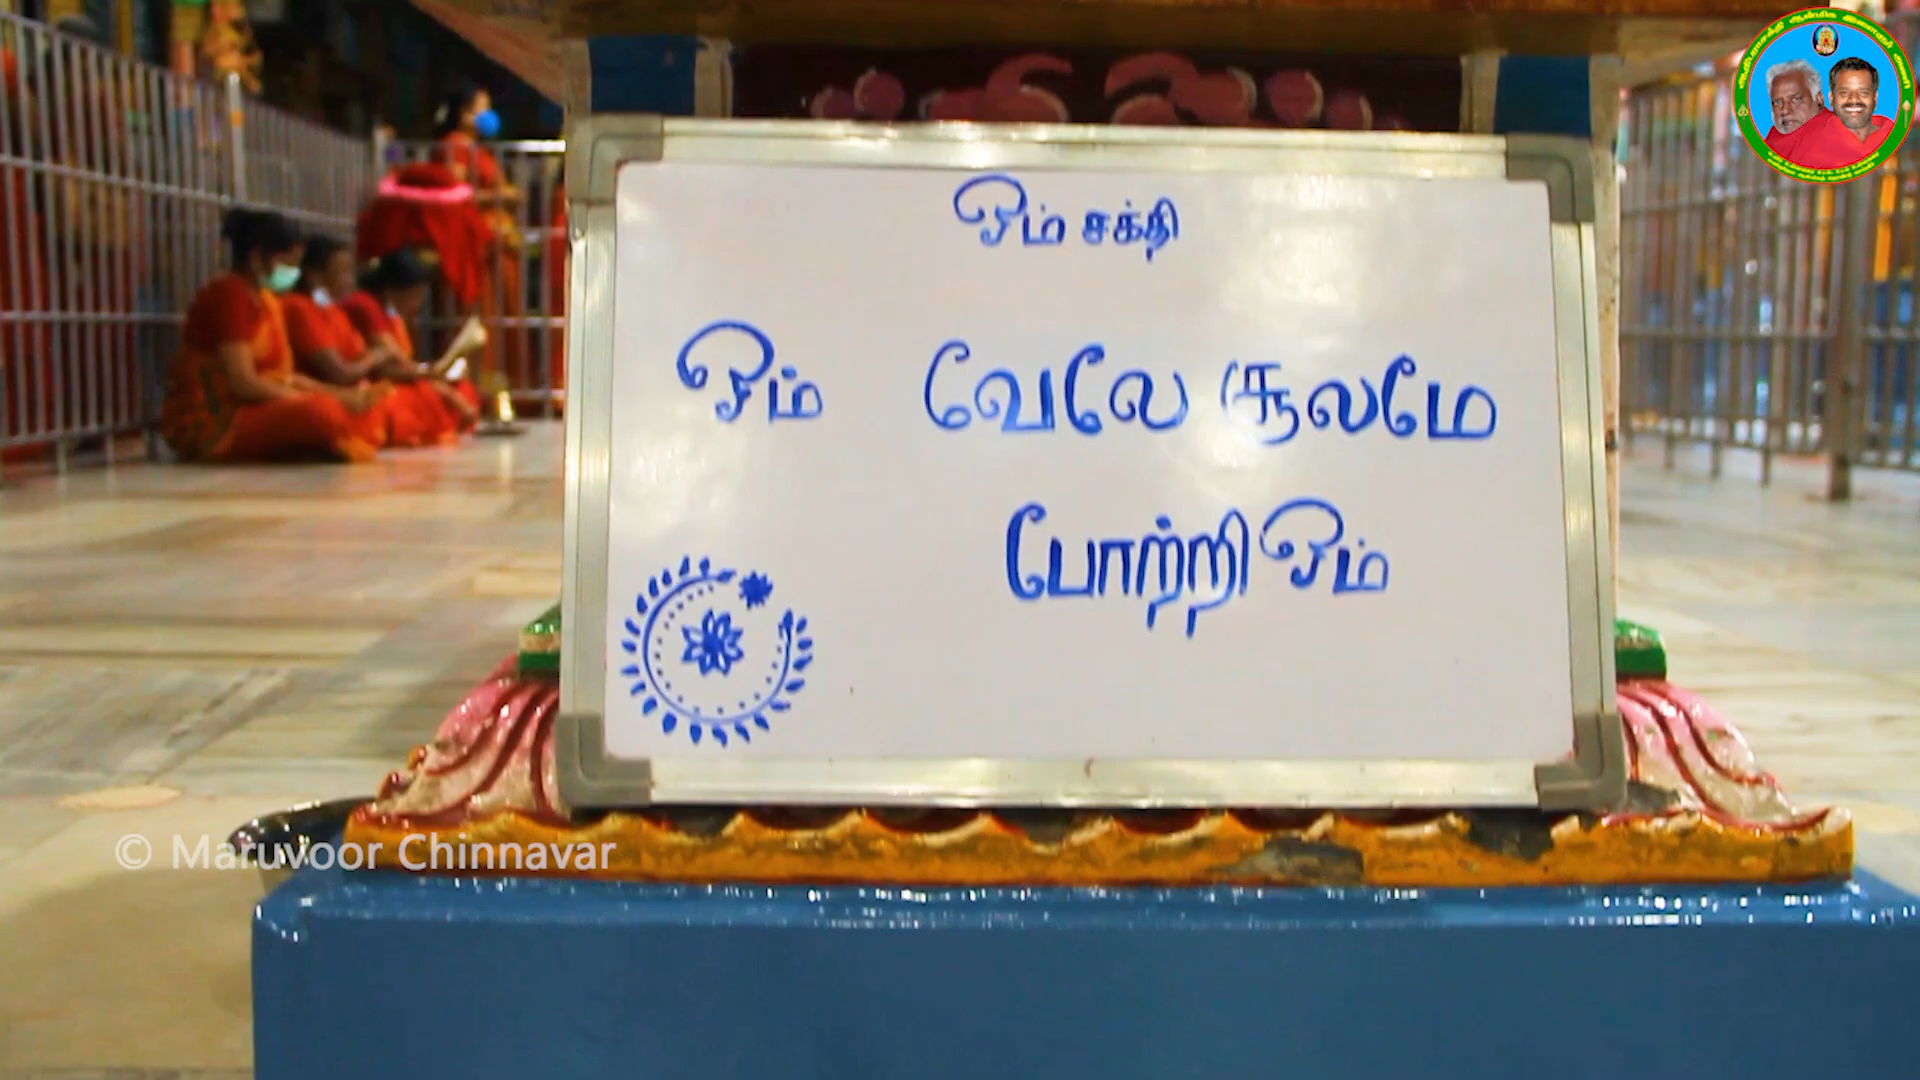 ஓம் சக்தி
ஓம் வேலே சூலமே
போற்றி ஓம்
© Maruvoor Chinnavar